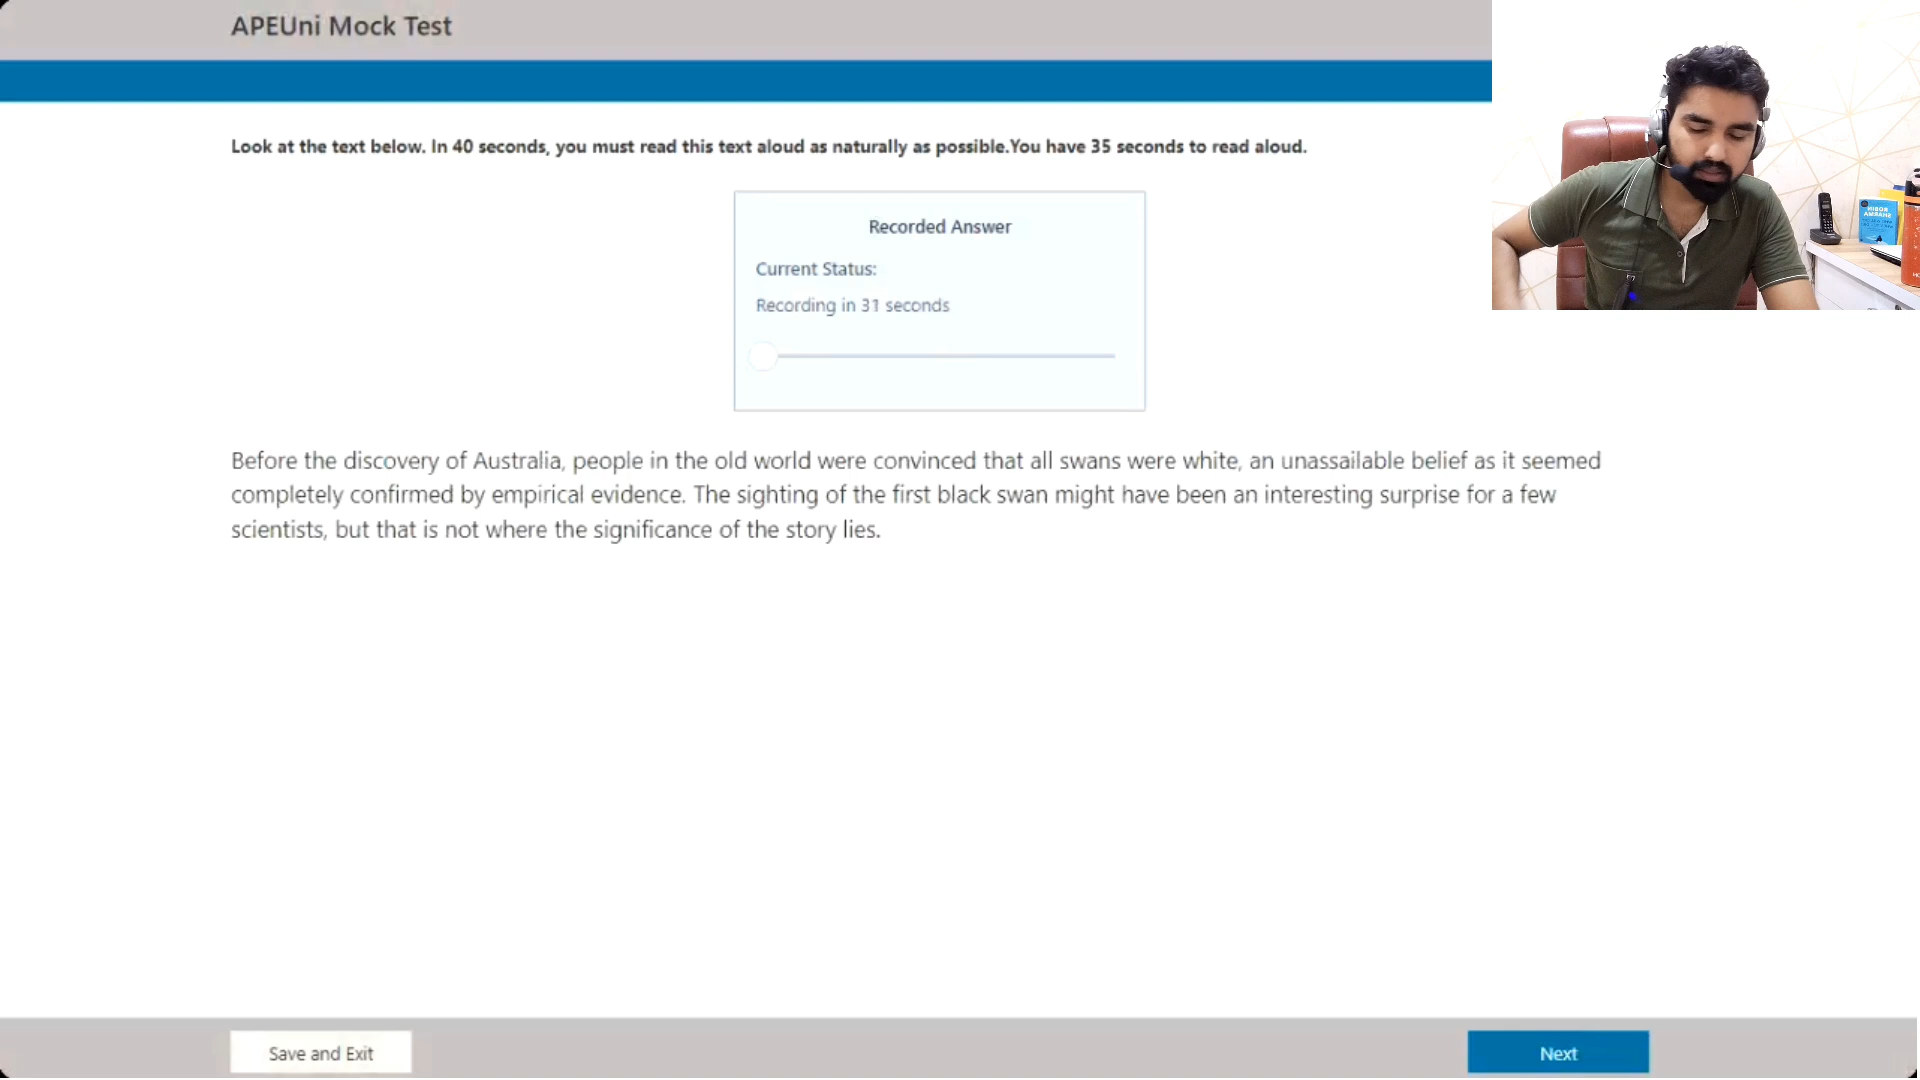 APEUni Mock Test
Look at the text below. In 40 seconds, you must read this text aloud as naturally as possible.You have 35 seconds to read aloud.
Recorded Answer
Current Status:
Recording in 31 seconds
Before the discovery of Australia, people in the old world were convinced that all swans were white, an unassailable belief as it seemed
completely confirmed by empirical evidence. The sighting of the first black swan might have been an interesting surprise for a few
scientists, but that is not where the significance of the story lies.
Save and Exit
Next